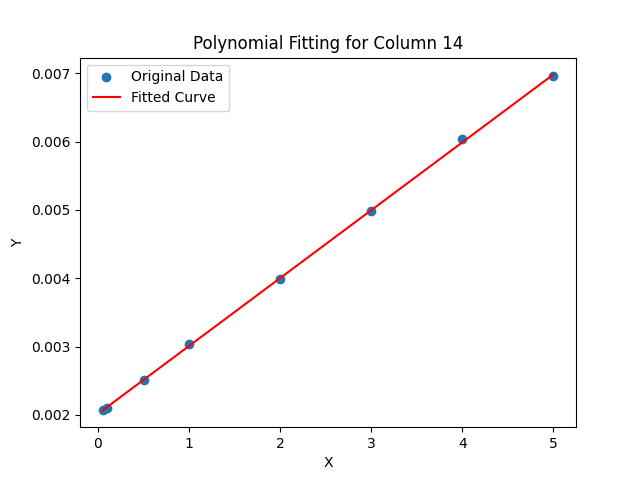 Polynomial Fitting for Column 14
Original Data
Fitted Curve
0.007
0.006
0.005
0.004
0.003
0.002
Y
0 1 2 3 4 5
X